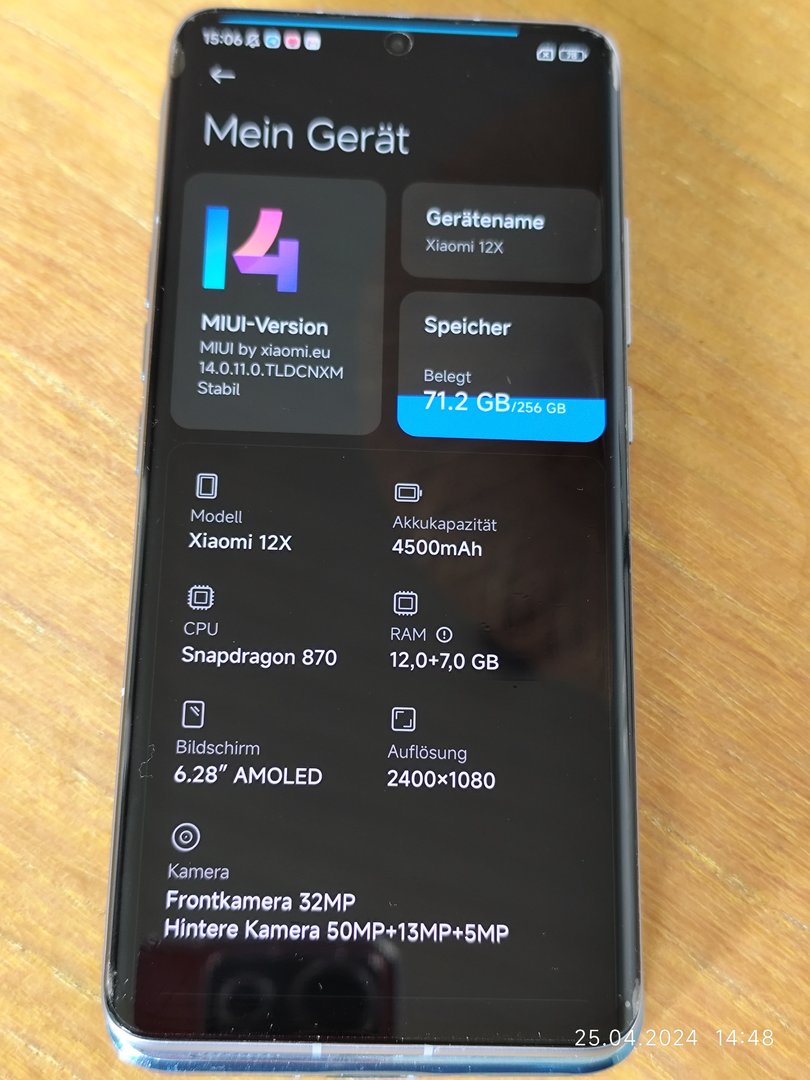 15:06
Mein Gerät
14
Gerätename
Xiaomi 12X
MIUI-Version
MIUI by xiaomi.eu
14.0.11.0.TLDCNXM
Stabil
Speicher
Belegt
71.2 GB/256 GB
Modell
Xiaomi 12X
Akkukapazität
4500mAh
CPU
Snapdragon 870
RAM
12,0+7,0 GB
Bildschirm
6.28″ AMOLED
Auflösung
2400×1080
Kamera
Frontkamera 32MP
Hintere Kamera 50MP+13MP+5MP
25.04.2024 14:48